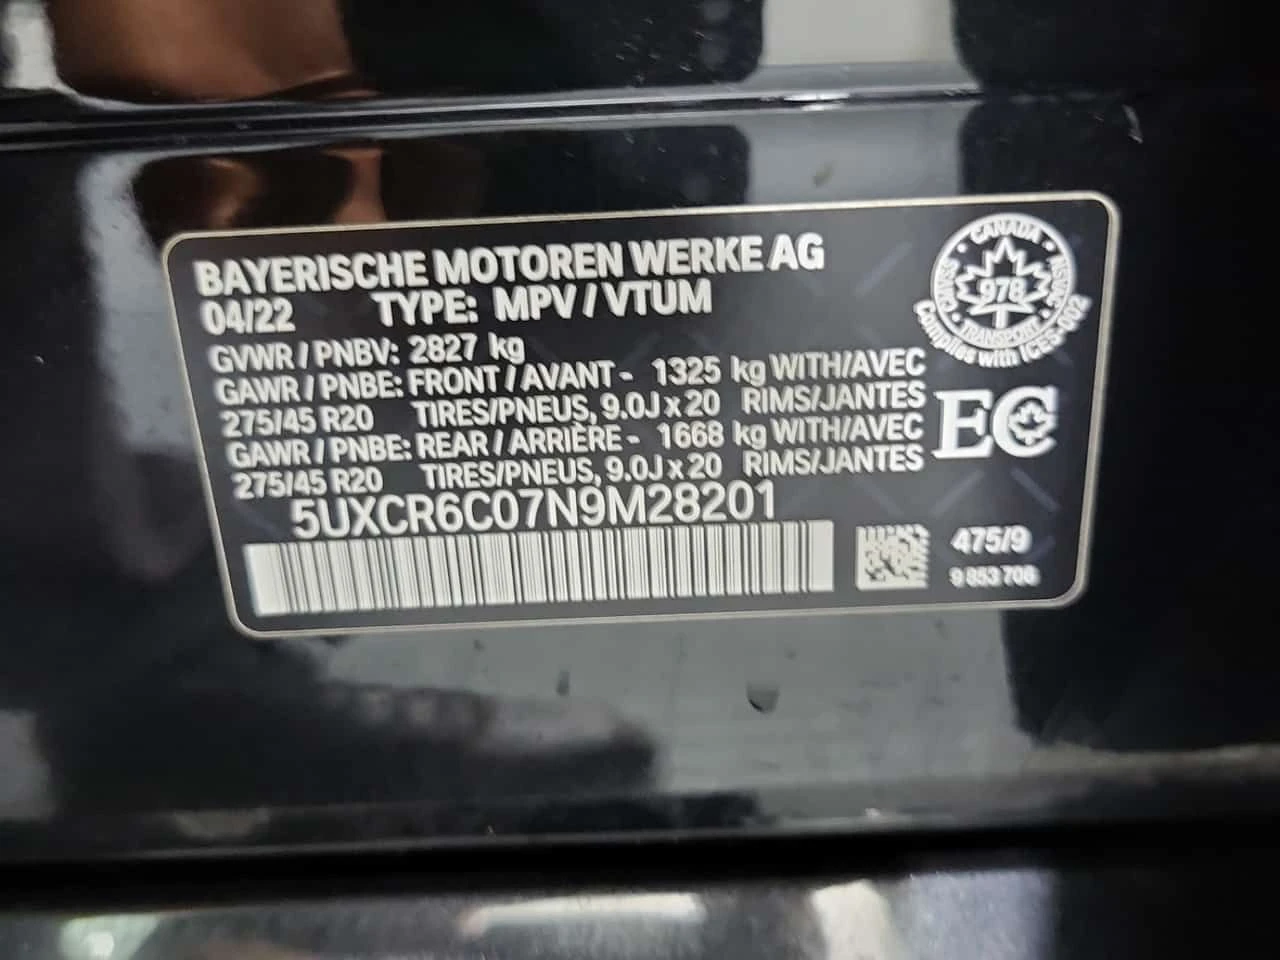 BAYERISCHE MOTOREN WERKE AG
04/22 TYPE: MPV / VTUM
GVWR / PNBV: 2827 kg
GAWR / PNBE: FRONT / AVANT - 1325 kg WITH/AVEC
275/45 R20 TIRES/PNEUS, 9.0J x 20 RIMS/JANTES
GAWR / PNBE: REAR / ARRIÈRE - 1668 kg WITH/AVEC
275/45 R20 TIRES/PNEUS, 9.0J x 20 RIMS/JANTES
5UXCR6C07N9M28201
CANADA
978
TRANSPORT
Complies with ICES-002
EC
475/9
9 853 706